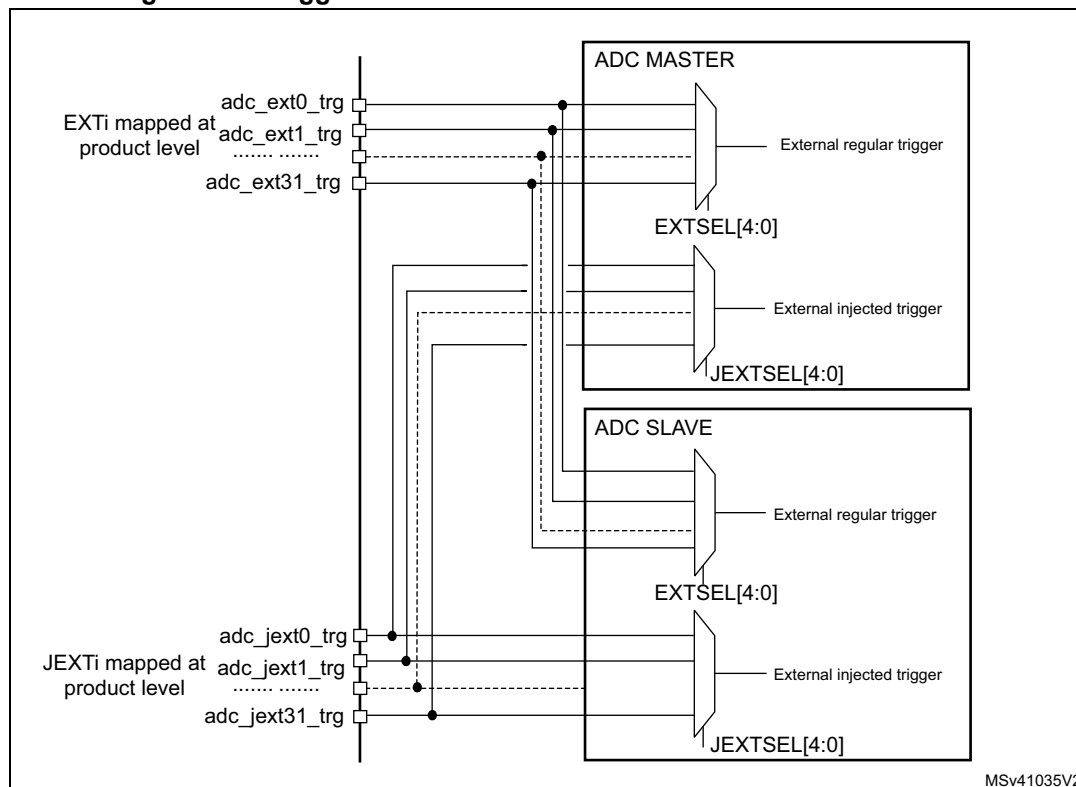 ADC MASTER
adc_ext0_trg
EXTi mapped at
product level
adc_ext1_trg
....... .......
adc_ext31_trg
External regular trigger
EXTSEL[4:0]
External injected trigger
JEXTSEL[4:0]
ADC SLAVE
External regular trigger
EXTSEL[4:0]
adc_jext0_trg
JEXTi mapped at
product level
adc_jext1_trg
....... .......
adc_jext31_trg
External injected trigger
JEXTSEL[4:0]
MSv41035V2